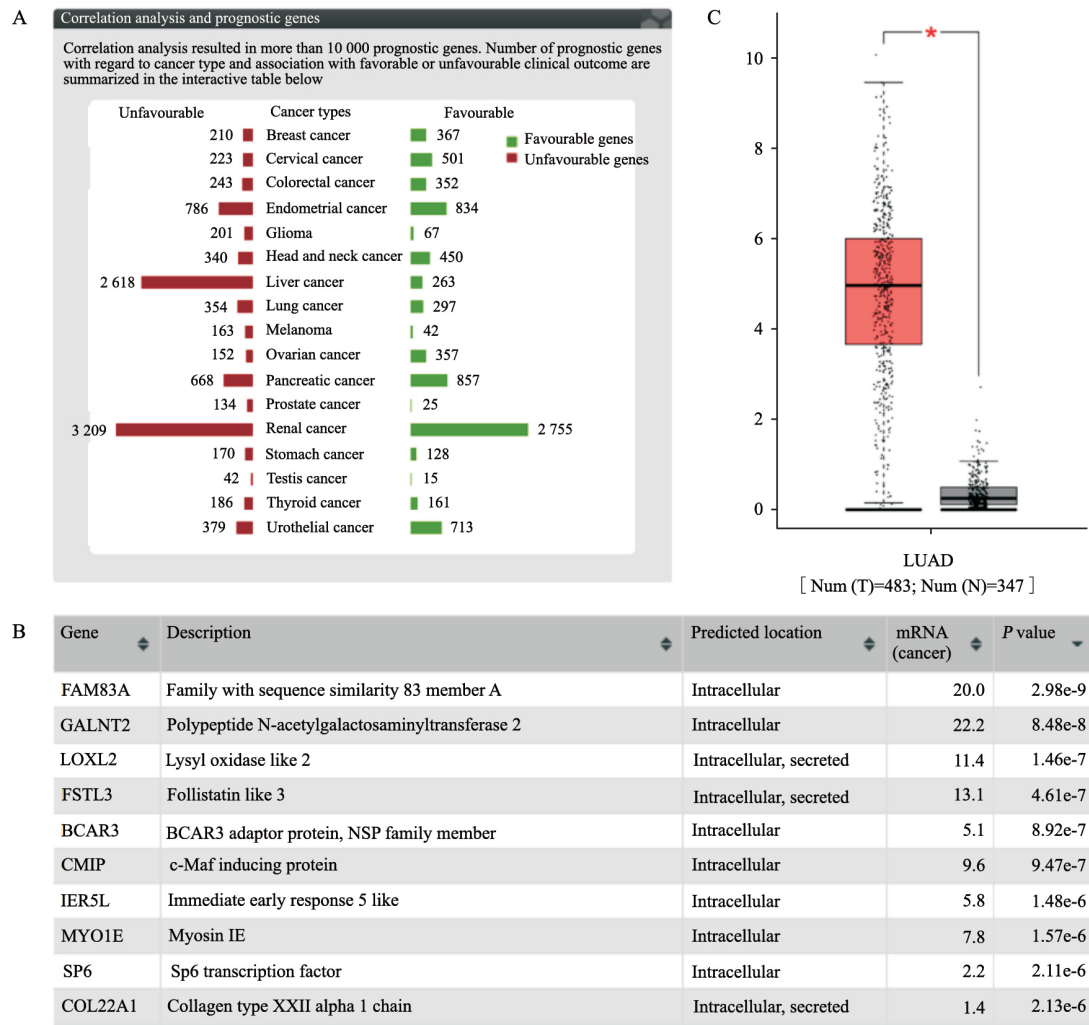 A
Correlation analysis and prognostic genes
Correlation analysis resulted in more than 10 000 prognostic genes. Number of prognostic genes
with regard to cancer type and association with favorable or unfavourable clinical outcome are
summarized in the interactive table below
Unfavourable Cancer types Favourable
210 Breast cancer 367
223 Cervical cancer 501
243 Colorectal cancer 352
786 Endometrial cancer 834
201 Glioma 67
340 Head and neck cancer 450
2 618 Liver cancer 263
354 Lung cancer 297
163 Melanoma 42
152 Ovarian cancer 357
668 Pancreatic cancer 857
134 Prostate cancer 25
3 209 Renal cancer 2 755
170 Stomach cancer 128
42 Testis cancer 15
186 Thyroid cancer 161
379 Urothelial cancer 713
Favourable genes
Unfavourable genes
C
*
10
8
6
4
2
0
LUAD
[ Num (T)=483; Num (N)=347 ]
B
Gene Description Predicted location mRNA (cancer) P value
FAM83A Family with sequence similarity 83 member A Intracellular 20.0 2.98e-9
GALNT2 Polypeptide N-acetylgalactosaminyltransferase 2 Intracellular 22.2 8.48e-8
LOXL2 Lysyl oxidase like 2 Intracellular, secreted 11.4 1.46e-7
FSTL3 Follistatin like 3 Intracellular, secreted 13.1 4.61e-7
BCAR3 BCAR3 adaptor protein, NSP family member Intracellular 5.1 8.92e-7
CMIP c-Maf inducing protein Intracellular 9.6 9.47e-7
IER5L Immediate early response 5 like Intracellular 5.8 1.48e-6
MYO1E Myosin IE Intracellular 7.8 1.57e-6
SP6 Sp6 transcription factor Intracellular 2.2 2.11e-6
COL22A1 Collagen type XXII alpha 1 chain Intracellular, secreted 1.4 2.13e-6